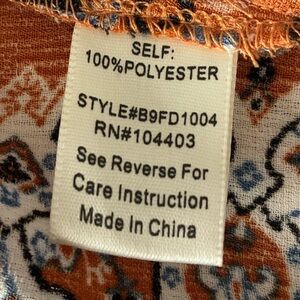 SELF:
100%POLYESTER
STYLE#B9FD1004
RN#104403
See Reverse For
Care Instruction
Made In China